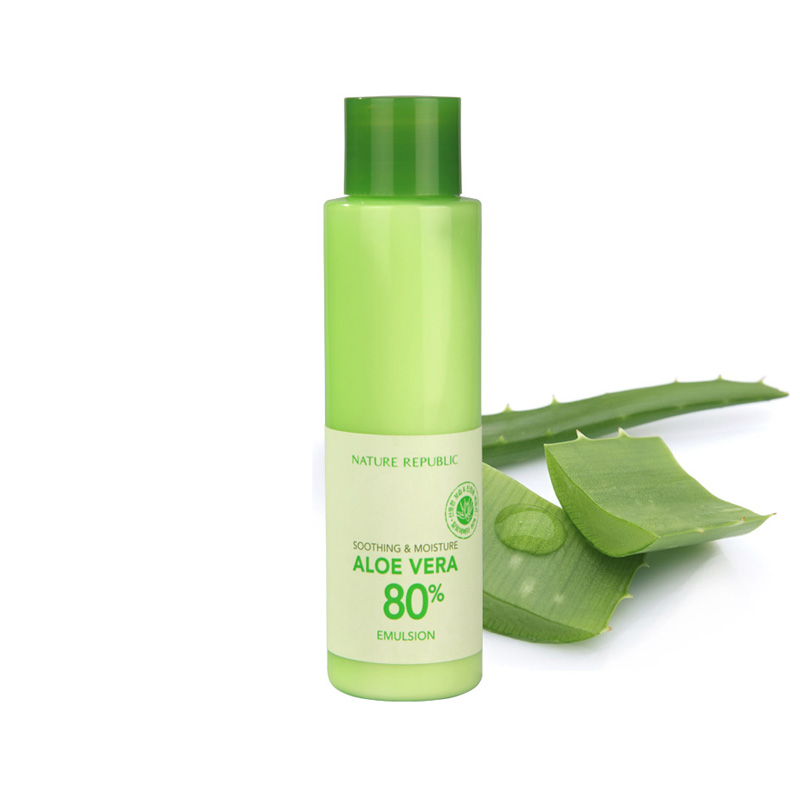 NATURE REPUBLIC
SOOTHING & MOISTURE
ALOE VERA
80%
EMULSION